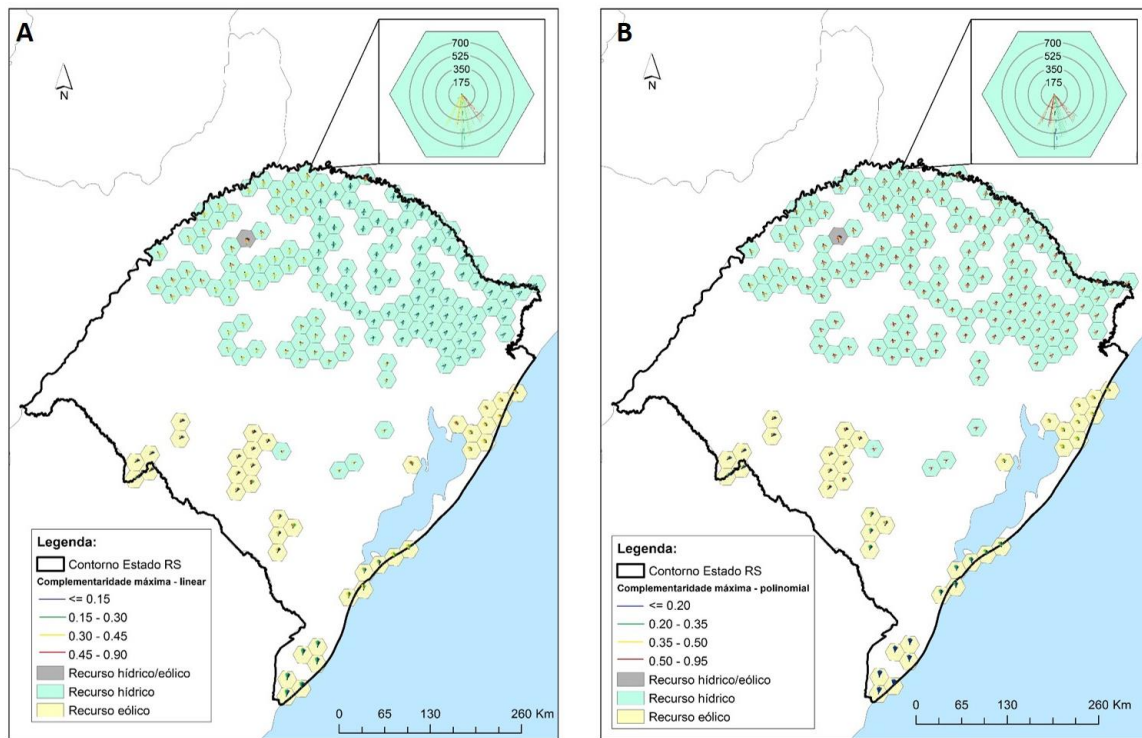 A
700
525
350
175
N
Legenda:
Contorno Estado RS
Complementaridade máxima - linear
<= 0.15
0.15 - 0.30
0.30 - 0.45
0.45 - 0.90
Recurso hídrico/eólico
Recurso hídrico
Recurso eólico
0 65 130 260 Km
B
700
525
350
175
N
Legenda:
Contorno Estado RS
Complementaridade máxima - polinomial
<= 0.20
0.20 - 0.35
0.35 - 0.50
0.50 - 0.95
Recurso hídrico/eólico
Recurso hídrico
Recurso eólico
0 65 130 260 Km